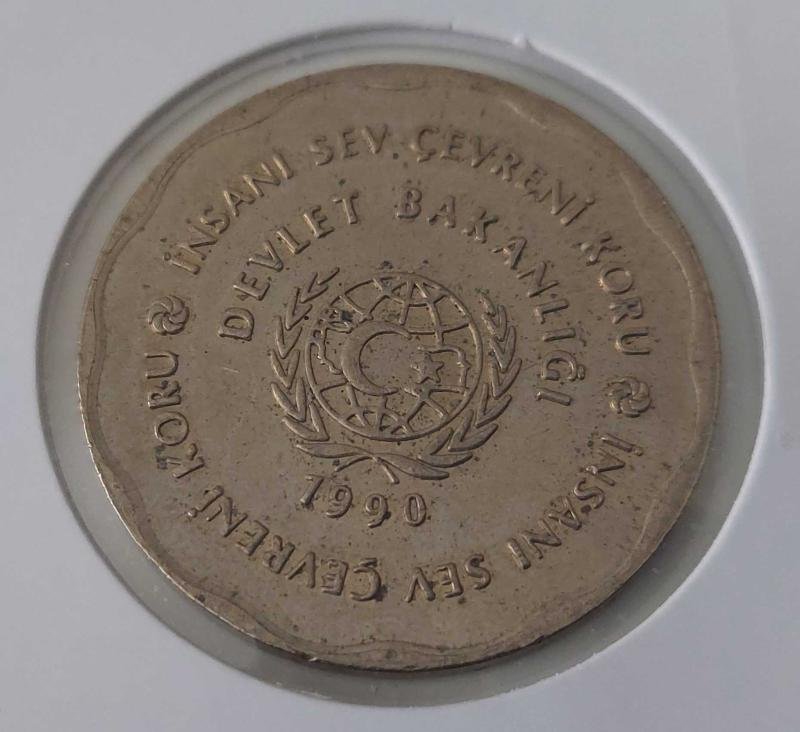 İNSANI SEV ÇEVRENİ KORU
İNSANI SEV ÇEVRENİ KORU
DEVLET BAKANLIĞI
1990